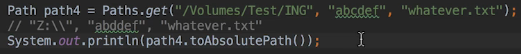 Path path4 = Paths.get("/Volumes/Test/ING", "abcdef", "whatever.txt");
// "Z:\\", "abddef", "whatever.txt"
System.out.println(path4.toAbsolutePath());